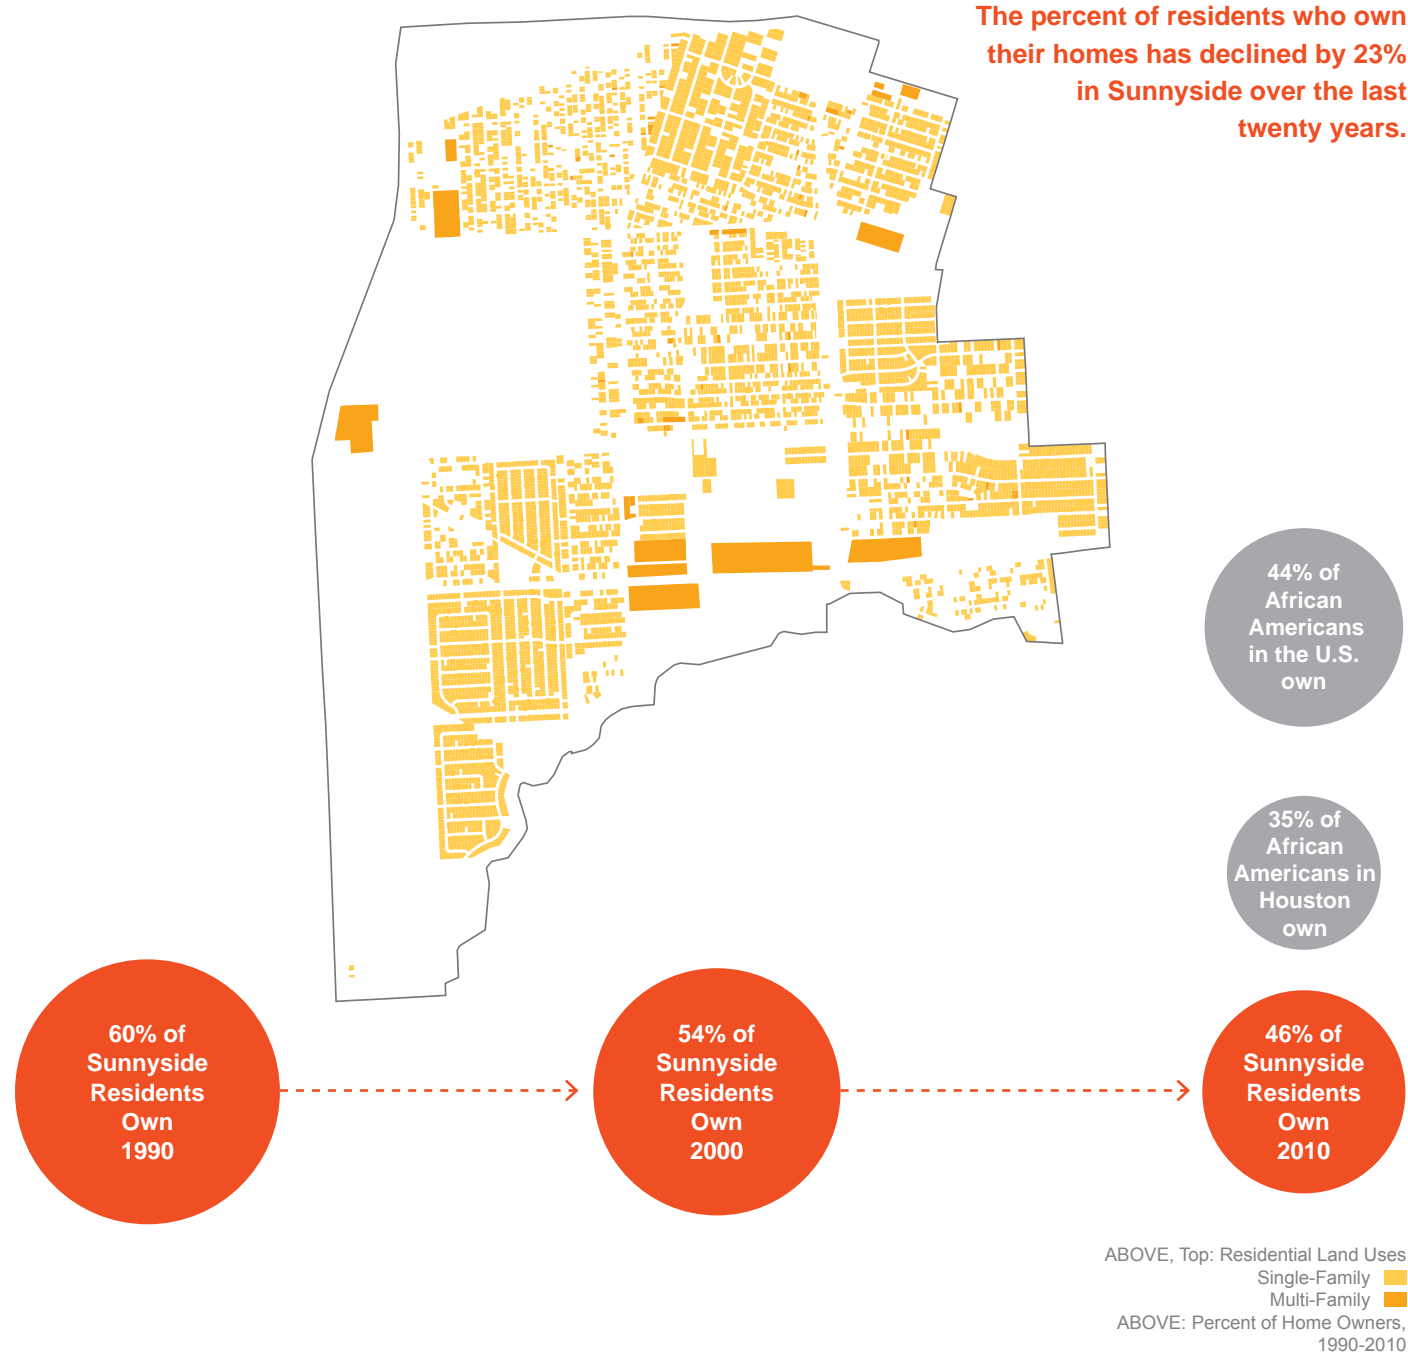 The percent of residents who own
their homes has declined by 23%
in Sunnyside over the last
twenty years.
44% of
African
Americans
in the U.S.
own
35% of
African
Americans in
Houston
own
60% of
Sunnyside
Residents
Own
1990
54% of
Sunnyside
Residents
Own
2000
46% of
Sunnyside
Residents
Own
2010
ABOVE, Top: Residential Land Uses
Single-Family
Multi-Family
ABOVE: Percent of Home Owners,
1990-2010